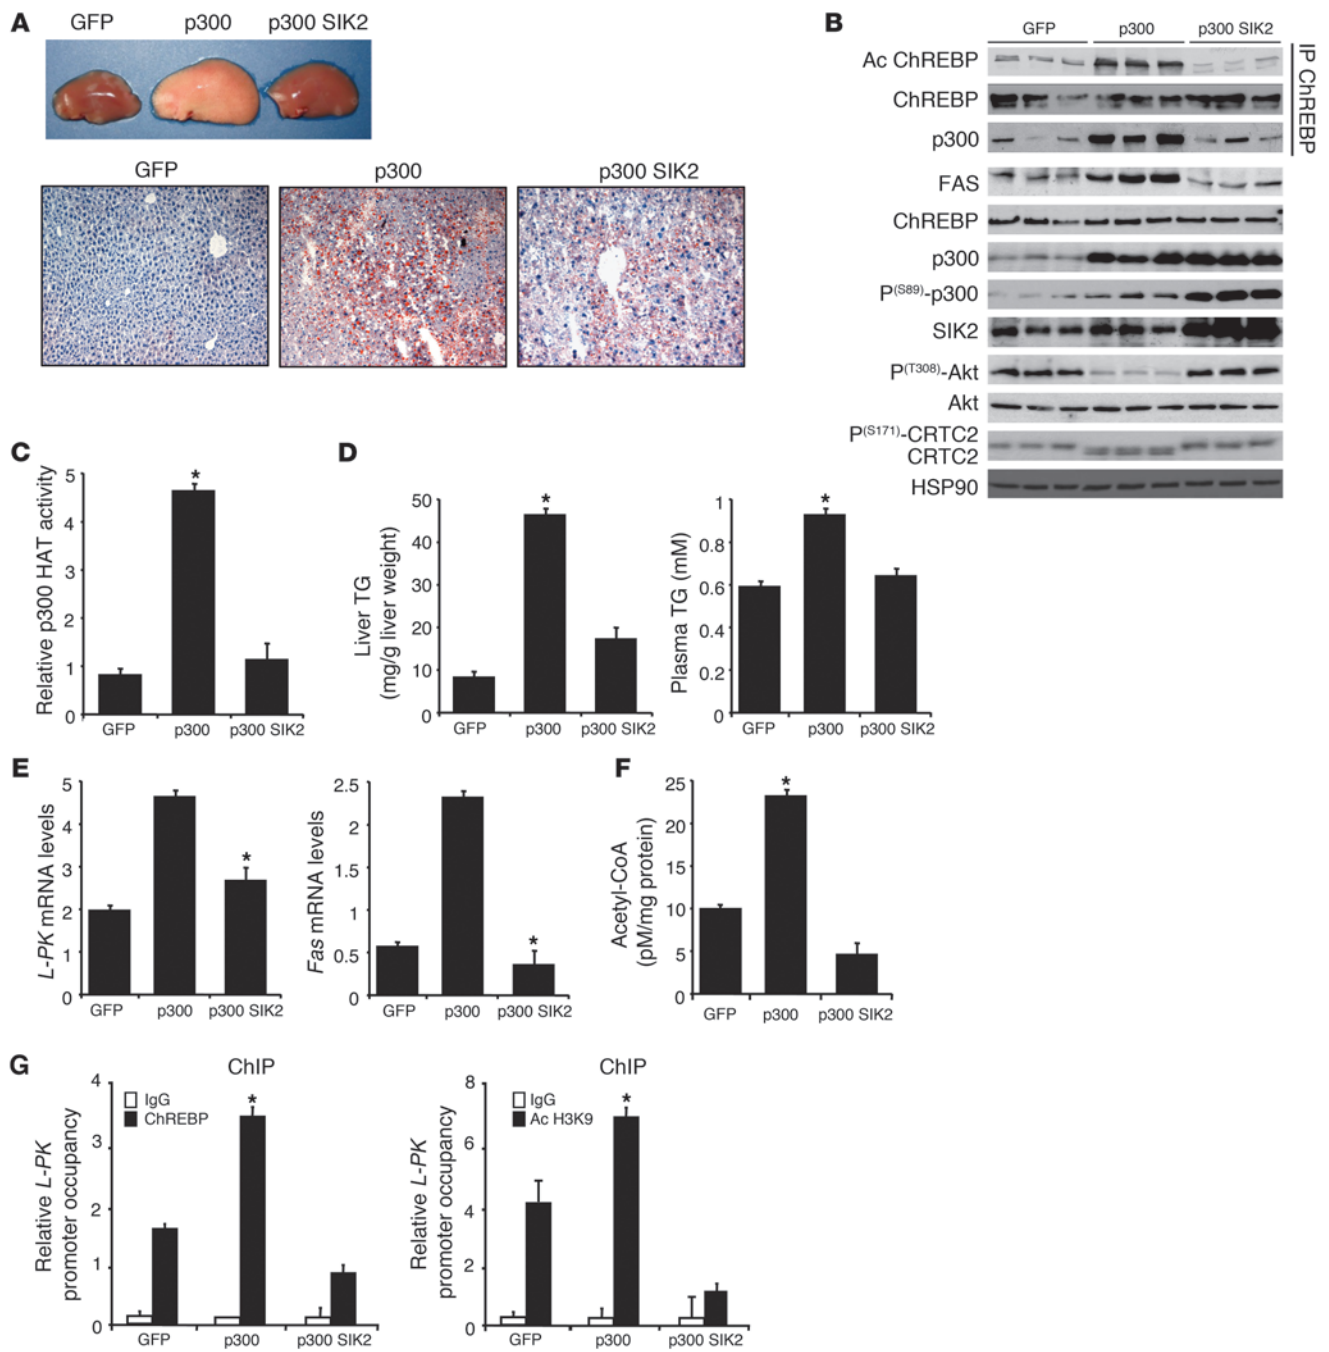 A
GFP p300 p300 SIK2
GFP p300 p300 SIK2
B
GFP p300 p300 SIK2
Ac ChREBP
ChREBP
p300
IP ChREBP
FAS
ChREBP
p300
P(S89)-p300
SIK2
P(T308)-Akt
Akt
P(S171)-CRTC2
CRTC2
HSP90
C
Relative p300 HAT activity
5
4
3
2
1
0
*
GFP p300 p300 SIK2
D
Liver TG
(mg/g liver weight)
50
40
30
20
10
0
*
GFP p300 p300 SIK2
Plasma TG (mM)
1
0.8
0.6
0.4
0.2
0
*
GFP p300 p300 SIK2
E
L-PK mRNA levels
5
4
3
2
1
0
*
GFP p300 p300 SIK2
Fas mRNA levels
2.5
2
1.5
1
0.5
0
*
GFP p300 p300 SIK2
F
Acetyl-CoA
(pM/mg protein)
25
20
15
10
5
0
*
GFP p300 p300 SIK2
G
ChIP
Relative L-PK
promoter occupancy
4
3
2
1
0
IgG
ChREBP
*
GFP p300 p300 SIK2
ChIP
Relative L-PK
promoter occupancy
8
6
4
2
0
IgG
Ac H3K9
*
GFP p300 p300 SIK2